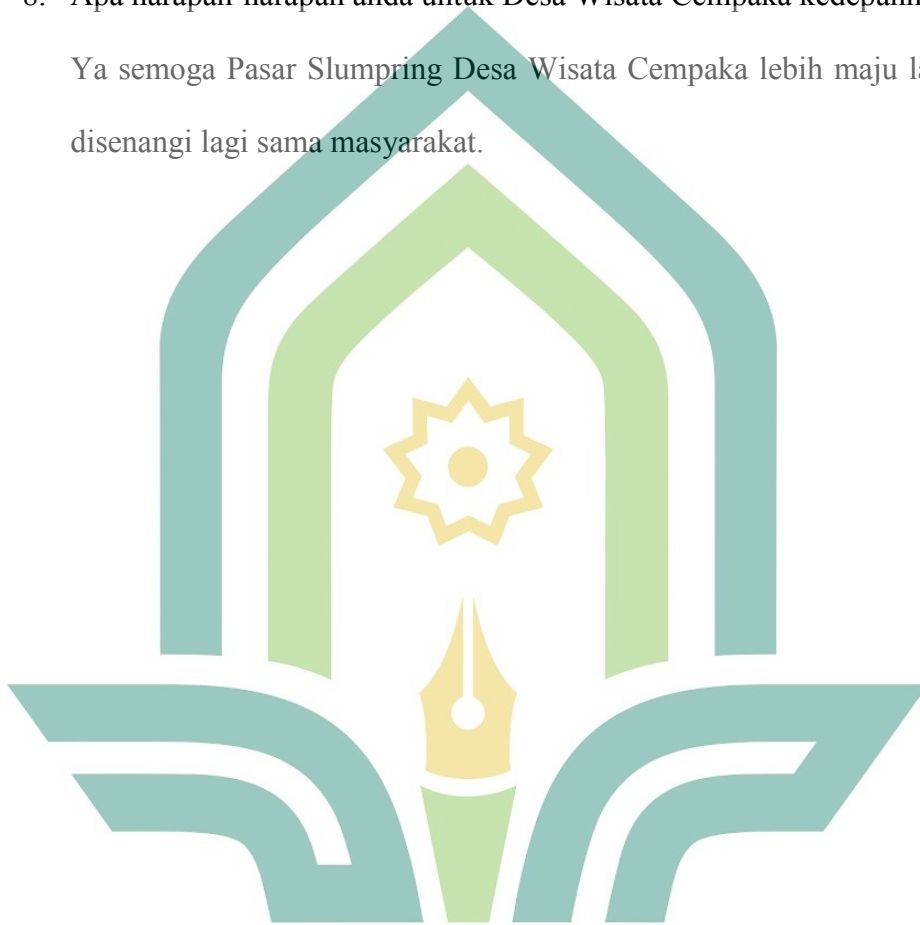 8. Apa harapan-harapan anda untuk Desa Wisata Cempaka
Ya semoga Pasar Slumpring Desa Wisata Cempaka lebih maju
disenangi lagi sama masyarakat.